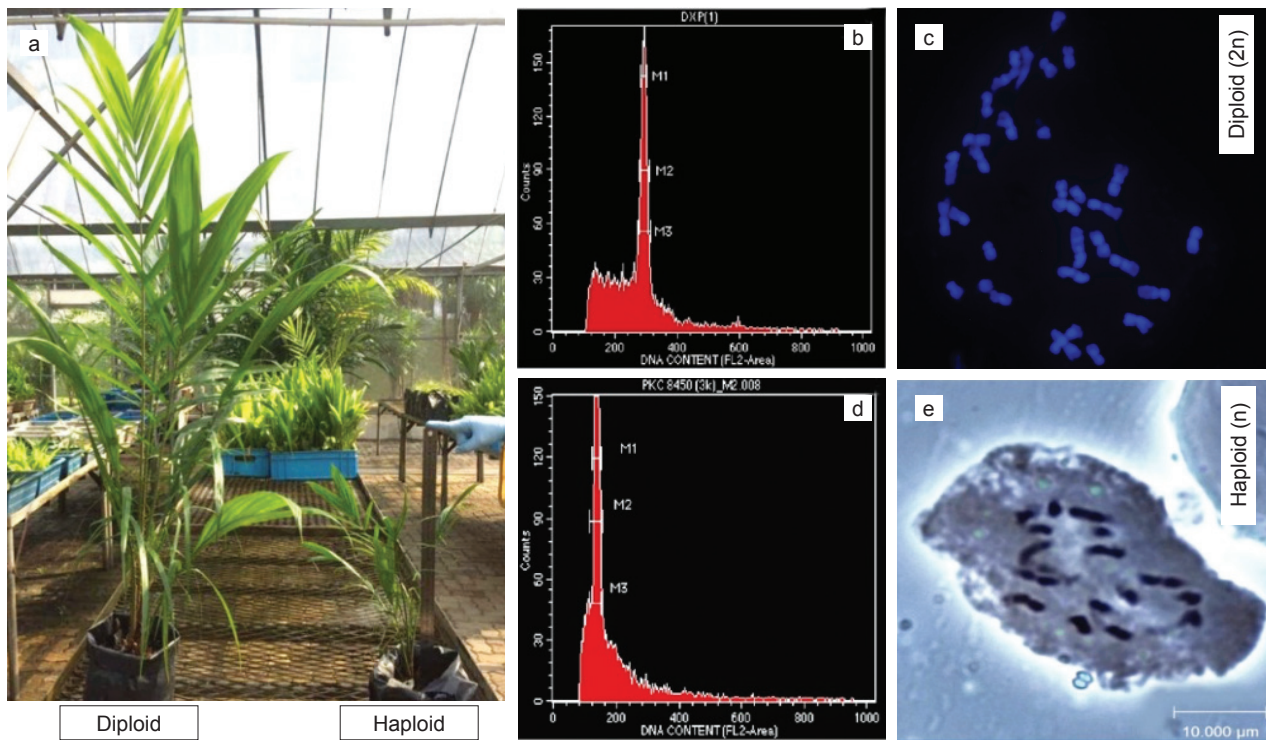 a
Diploid
Haploid
DXP(1)
b
Counts
150
120
90
60
30
0
M1
M2
M3
0 200 400 600 800 1000
DNA CONTENT (FL2-Area)
c
Diploid (2n)
PKC 8450 (3k)_M2.008
d
Counts
150
120
90
60
30
0
M1
M2
M3
0 200 400 600 800 1000
DNA CONTENT (FL2-Area)
e
Haploid (n)
10.000 µm